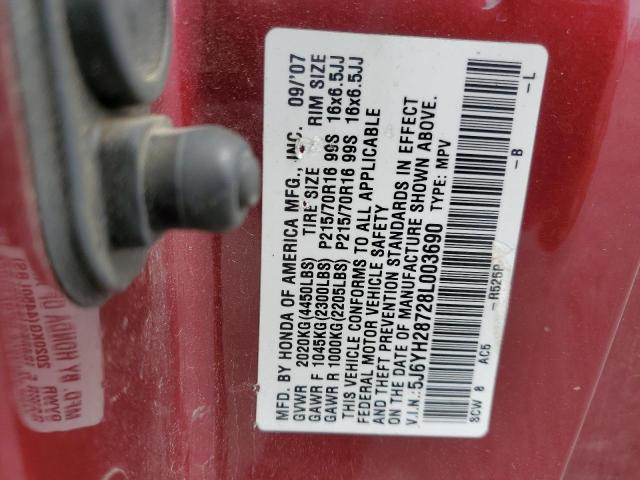 MFD. BY HONDA OF AMERICA MFG., INC. 09/'07
GVWR 2020KG(4450LBS) TIRE SIZE RIM SIZE
GAWR F 1045KG(2300LBS) P215/70R16 99S 16x6.5JJ
GAWR R 1000KG(2205LBS) P215/70R16 99S 16x6.5JJ
THIS VEHICLE CONFORMS TO ALL APPLICABLE
FEDERAL MOTOR VEHICLE SAFETY
AND THEFT PREVENTION STANDARDS IN EFFECT
ON THE DATE OF MANUFACTURE SHOWN ABOVE.
V.I.N.:5J6YH28728L003690 TYPE: MPV
8CW 8 AC5 -R525P -B -L